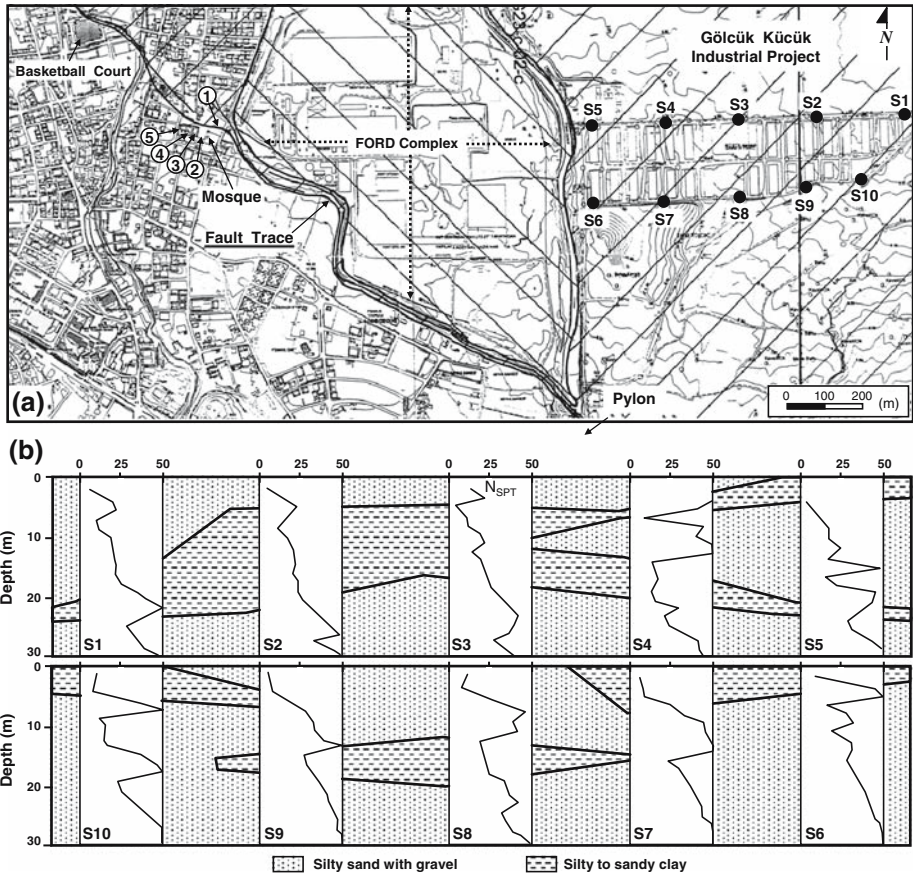 (a)
Basketball Court
1
5
4
3
2
Mosque
Fault Trace
FORD Complex
Gölcük Kücük
Industrial Project
N
S5
S4
S3
S2
S1
S6
S7
S8
S9
S10
Pylon
0 100 200 (m)
(b)
0 25 50 0 25 50 0 25 50 0 25 50 0 25 50
N SPT
Depth (m)
0
10
20
30
S1
S2
S3
S4
S5
Depth (m)
0
10
20
30
S10
S9
S8
S7
S6
Silty sand with gravel
Silty to sandy clay